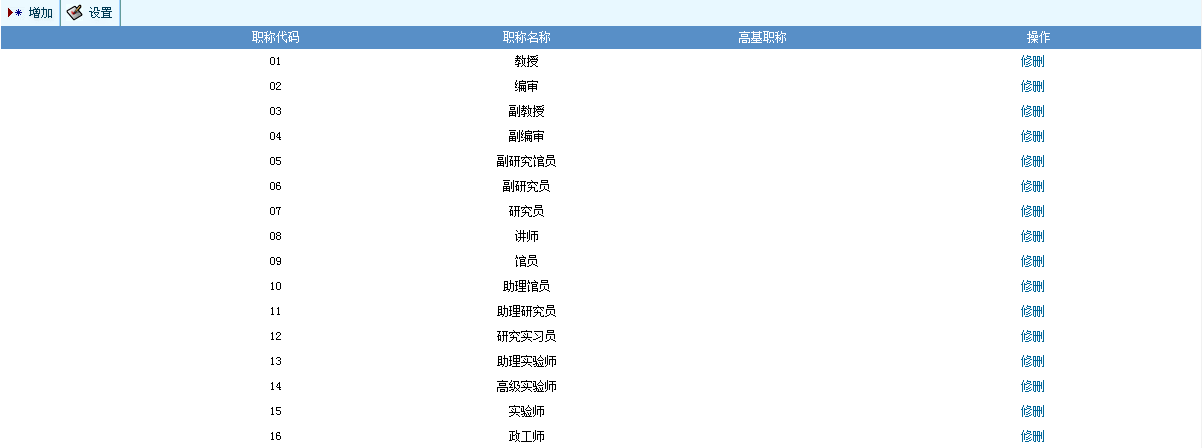 增加 设置
职称代码 职称名称 高基职称 操作
01 教授 修删
02 编审 修删
03 副教授 修删
04 副编审 修删
05 副研究馆员 修删
06 副研究员 修删
07 研究员 修删
08 讲师 修删
09 馆员 修删
10 助理馆员 修删
11 助理研究员 修删
12 研究实习员 修删
13 助理实验师 修删
14 高级实验师 修删
15 实验师 修删
16 政工师 修删